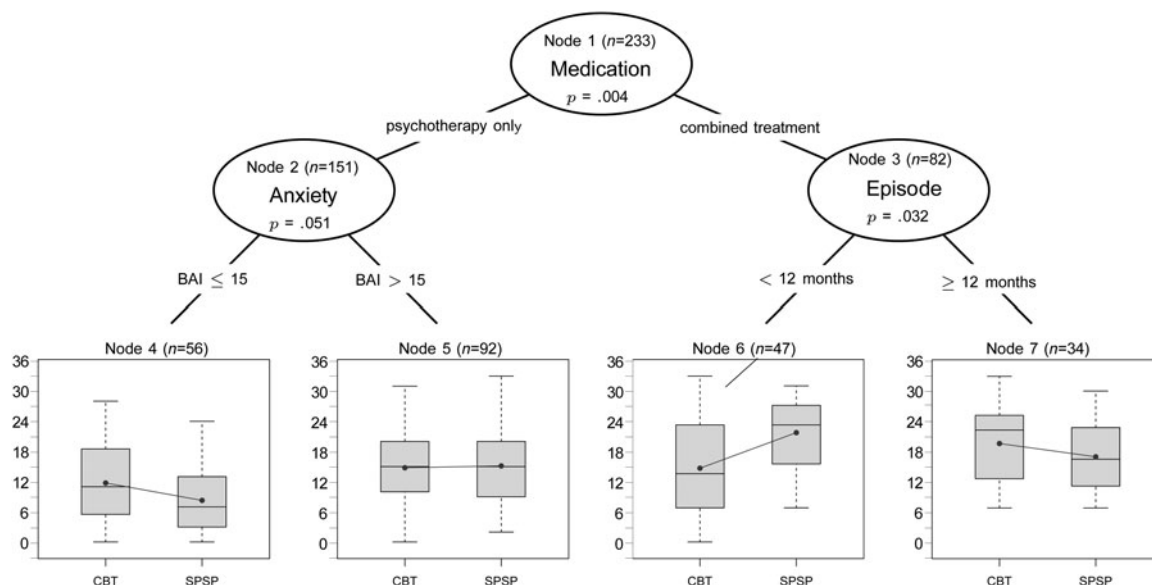 Node 1 (n=233)
Medication
p = .004
psychotherapy only
combined treatment
Node 2 (n=151)
Anxiety
p = .051
Node 3 (n=82)
Episode
p = .032
BAI ≤ 15
BAI > 15
< 12 months
≥ 12 months
Node 4 (n=56)
36
30
24
18
12
6
0
CBT
SPSP
Node 5 (n=92)
36
30
24
18
12
6
0
CBT
SPSP
Node 6 (n=47)
36
30
24
18
12
6
0
CBT
SPSP
Node 7 (n=34)
36
30
24
18
12
6
0
CBT
SPSP